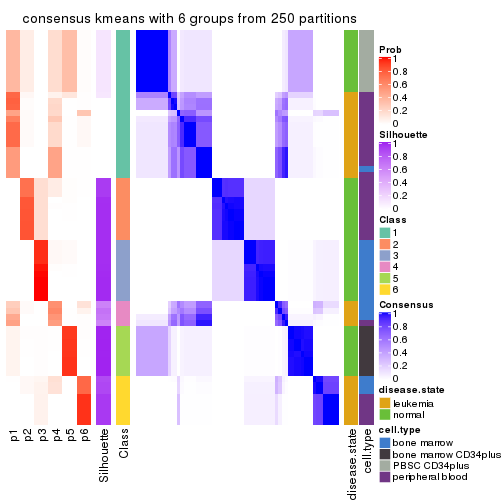 consensus kmeans with 6 groups from 250 partitions
Prob
1
0.8
0.6
0.4
0.2
0
Silhouette
1
0.8
0.6
0.4
0.2
0
Class
1
2
3
4
5
6
Consensus
1
0.8
0.6
0.4
0.2
0
disease.state
leukemia
normal
cell.type
bone marrow
bone marrow CD34plus
PBSC CD34plus
peripheral blood
p1
p2
p3
p4
p5
p6
Silhouette
Class
disease.state
cell.type